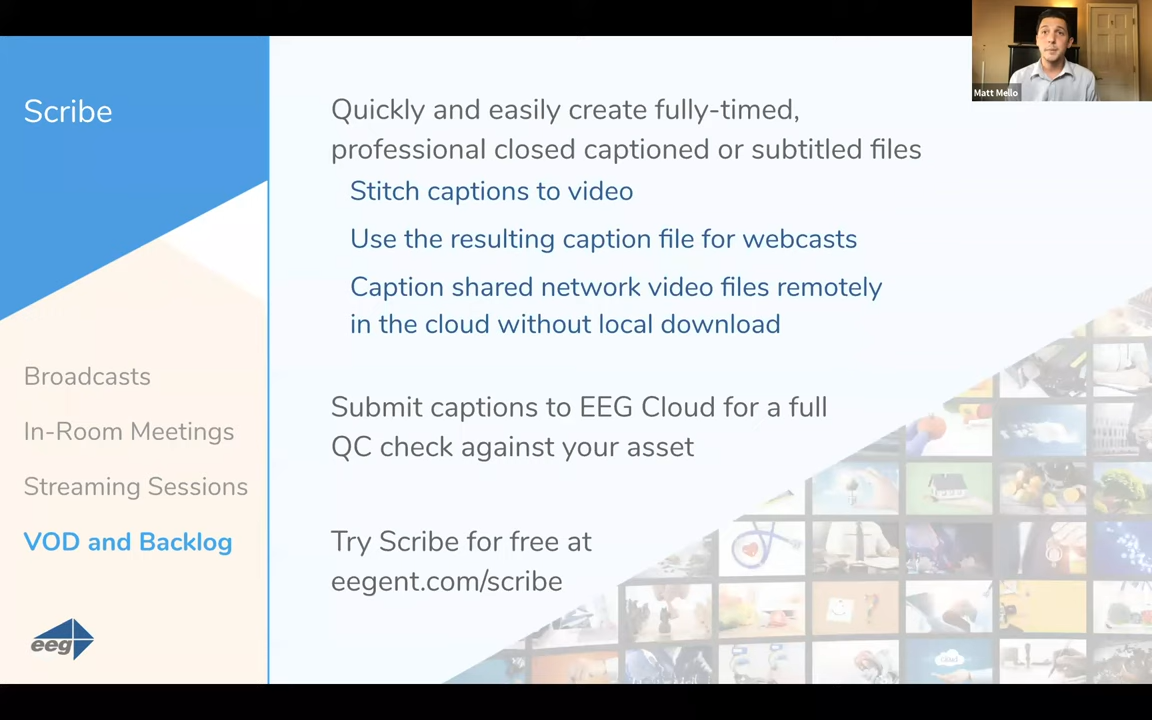 Matt Mello
Scribe
Quickly and easily create fully-timed,
professional closed captioned or subtitled files
Stitch captions to video
Use the resulting caption file for webcasts
Caption shared network video files remotely
in the cloud without local download
Broadcasts
In-Room Meetings
Streaming Sessions
VOD and Backlog
Submit captions to EEG Cloud for a full
QC check against your asset
Try Scribe for free at
eegent.com/scribe
eeg